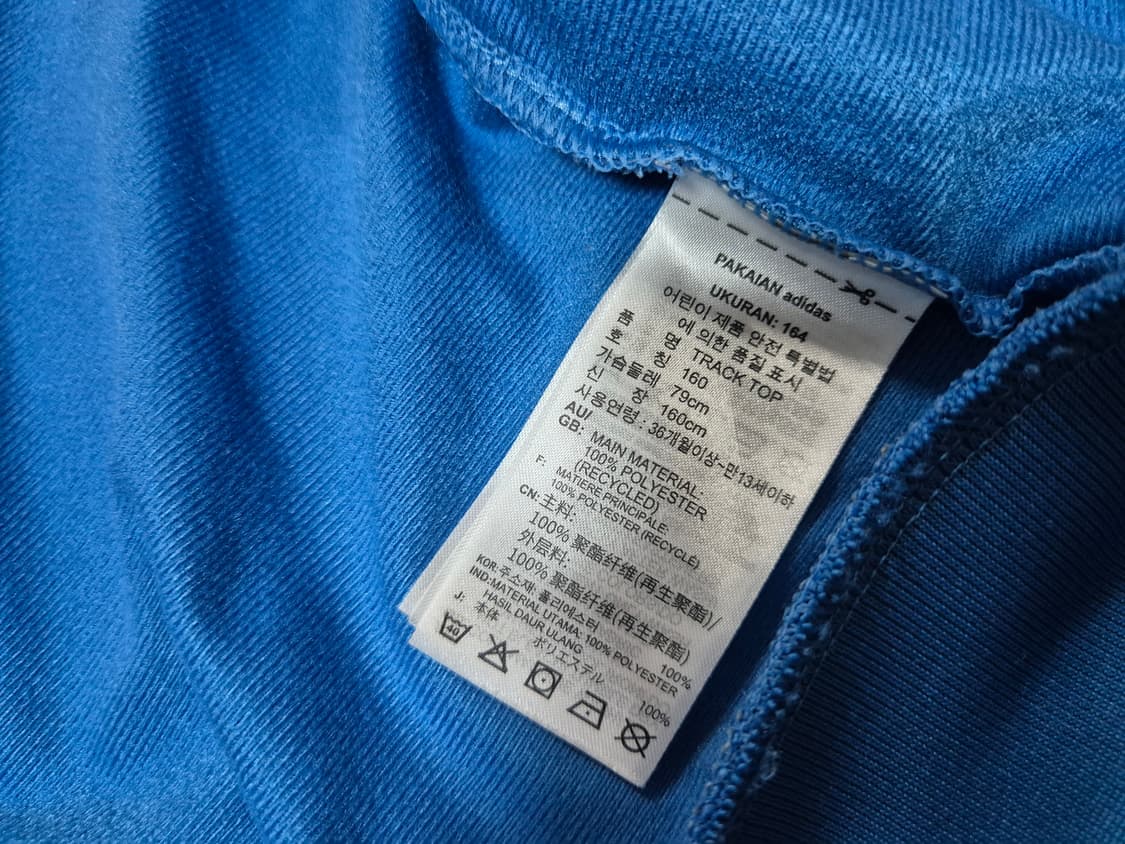 PAKAIAN adidas
UKURAN: 164
어린이 제품 안전 특별법
에 의한 품질 표시
품 명 TRACK TOP
호 칭 160
가슴둘레 79cm
신 장 160cm
사용연령 : 36개월이상~만13세이하
AU/
GB: MAIN MATERIAL:
100% POLYESTER
(RECYCLED)
F: MATIERE PRINCIPALE:
100% POLYESTER (RECYCLÉ)
CN: 主料:
100% 聚酯纤维(再生聚酯)/
外层料:
100% 聚酯纤维(再生聚酯)
KOR: 주소재: 폴리에스터 100%
IND: MATERIAL UTAMA: 100% POLYESTER
HASIL DAUR ULANG
J: 本体 ポリエステル 100%
40